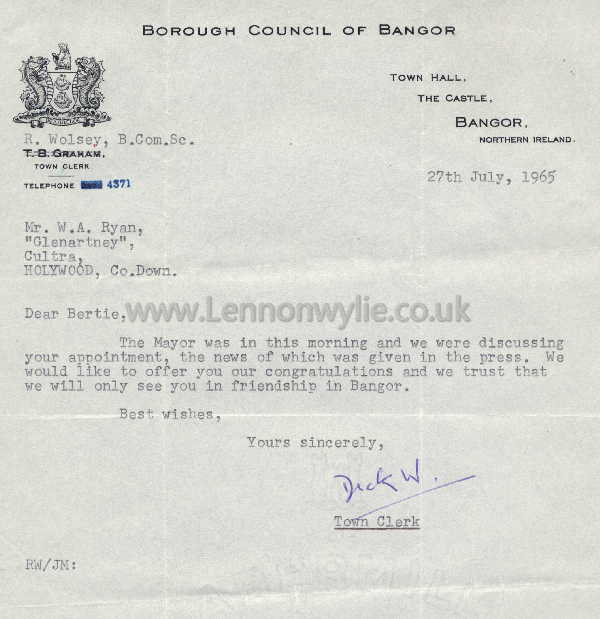 BOROUGH COUNCIL OF BANGOR
TOWN HALL,
THE CASTLE,
BANGOR,
NORTHERN IRELAND.
R. Wolsey, B.Com.Sc.
T. B. GRAHAM,
TOWN CLERK.
TELEPHONE 4371
27th July, 1965
Mr. W.A. Ryan,
"Glenartney",
Cultra,
HOLYWOOD, Co.Down.
Dear Bertie,
www.Lennonwylie.co.uk
The Mayor was in this morning and we were discussing
your appointment, the news of which was given in the press. We
would like to offer you our congratulations and we trust that
we will only see you in friendship in Bangor.
Best wishes,
Yours sincerely,
Dick W.
Town Clerk
RW/JM: